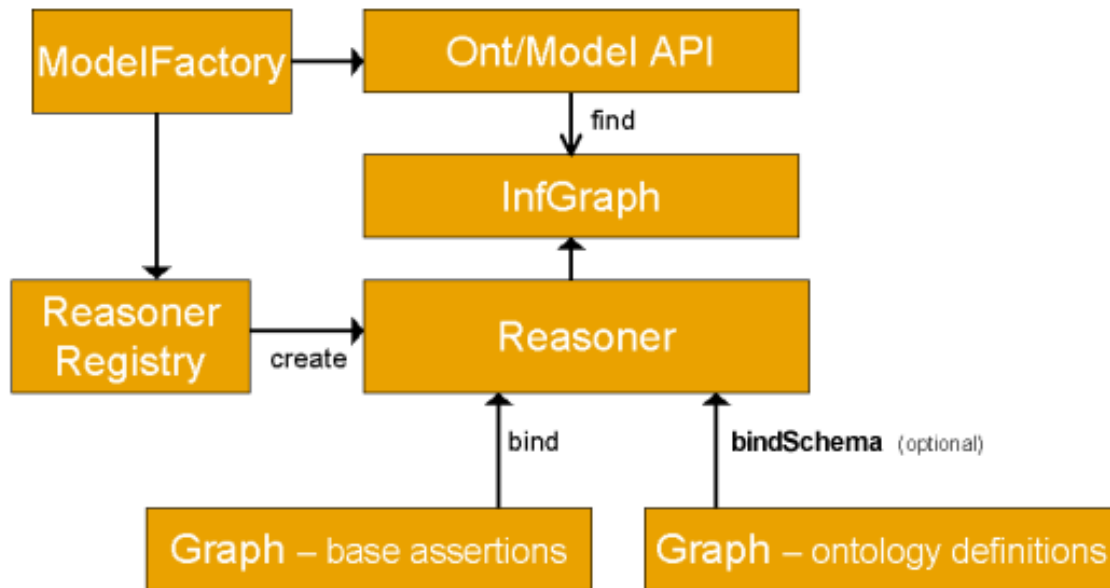 ModelFactory
Ont/Model API
find
InfGraph
Reasoner
Registry
create
Reasoner
bind
bindSchema (optional)
Graph – base assertions
Graph – ontology definitions